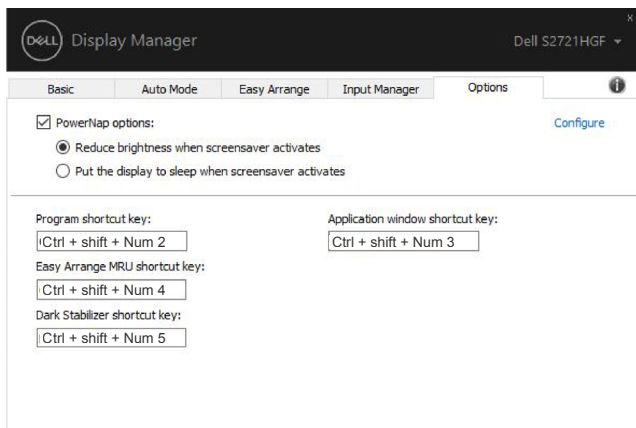 DELL Display Manager
Dell S2721HGF
Basic Auto Mode Easy Arrange Input Manager Options
PowerNap options: Configure
Reduce brightness when screensaver activates
Put the display to sleep when screensaver activates
Program shortcut key: Application window shortcut key:
Ctrl + shift + Num 2 Ctrl + shift + Num 3
Easy Arrange MRU shortcut key:
Ctrl + shift + Num 4
Dark Stabilizer shortcut key:
Ctrl + shift + Num 5